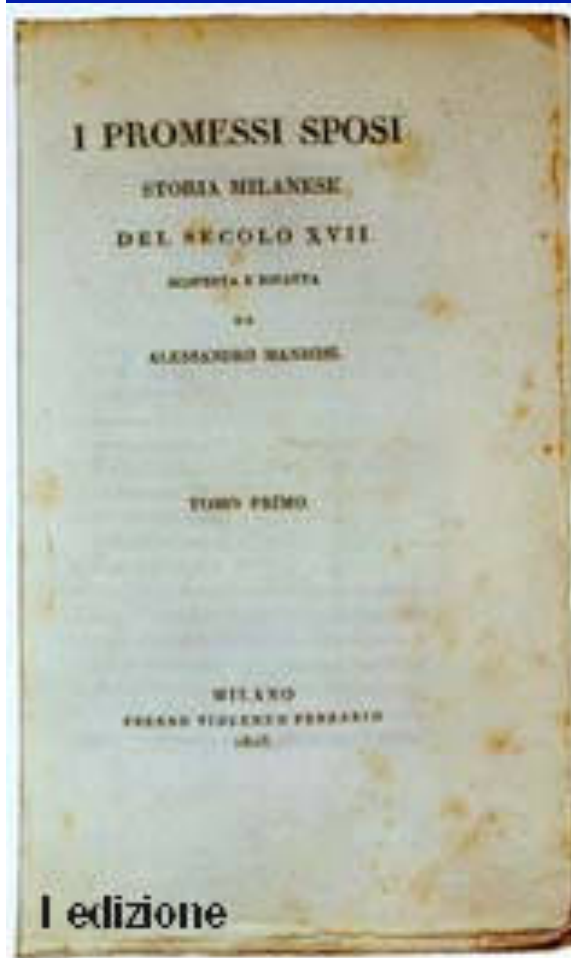 I PROMESSI SPOSI
STORIA MILANESE
DEL SECOLO XVII
SCOPERTA E RIFATTA
DA
ALESSANDRO MANZONI.
TOMO PRIMO
MILANO
PRESSO VINCENZO FERRARIO
I edizione